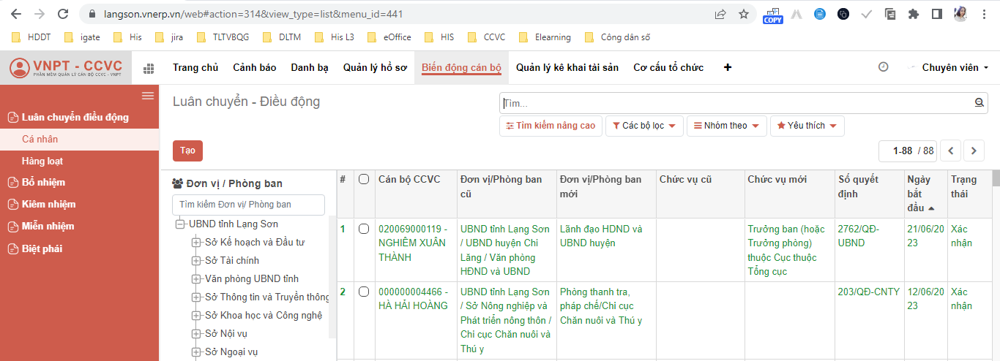 langson.vnerp.vn/web#action=314&view_type=list&menu_id=441
COPY
HDDT igate His jira TLTVBQG DLTM His L3 eOffice HIS CCVC Elearning Công dân số
VNPT - CCVC
PHẦN MỀM QUẢN LÝ CÁN BỘ CCVC - VNPT
Trang chủ Cảnh báo Danh bạ Quản lý hồ sơ Biến động cán bộ Quản lý kê khai tài sản Cơ cấu tổ chức + Chuyên viên
Luân chuyển điều động
Cá nhân
Hàng loạt
Bổ nhiệm
Kiêm nhiệm
Miễn nhiệm
Biệt phái
Luân chuyển - Điều động
Tìm...
Tìm kiếm nâng cao Các bộ lọc Nhóm theo Yêu thích
Tạo
1-88 / 88
Đơn vị / Phòng ban
Tìm kiếm Đơn vị/ Phòng ban
UBND tỉnh Lạng Sơn
Sở Kế hoạch và Đầu tư
Sở Tài chính
Văn phòng UBND tỉnh
Sở Thông tin và Truyền thông
Sở Khoa học và Công nghệ
Sở Nội vụ
Sở Ngoại vụ
# Cán bộ CCVC Đơn vị/Phòng ban Đơn vị/Phòng ban Chức vụ cũ Chức vụ mới Số quyết Ngày Trạng
cũ mới định bắt thái
đầu
1 020069000119 - UBND tỉnh Lạng Sơn Lãnh đạo HDND và Trưởng ban (hoặc 2762/QĐ- 21/06/20 Xác
NGHIÊM XUÂN / UBND huyện Chi UBND huyện Trưởng phòng) UBND 23 nhận
THÀNH Lăng / Văn phòng thuộc Cục thuộc
HĐND và UBND Tổng cục
2 000000004466 - UBND tỉnh Lạng Sơn Phòng thanh tra, 203/QĐ-CNTY 12/06/20 Xác
HÀ HẢI HOÀNG / Sở Nông nghiệp và pháp chế/Chi cục 23 nhận
Phát triển nông thôn / Chăn nuôi và Thú y
Chi cục Chăn nuôi và
Thú y